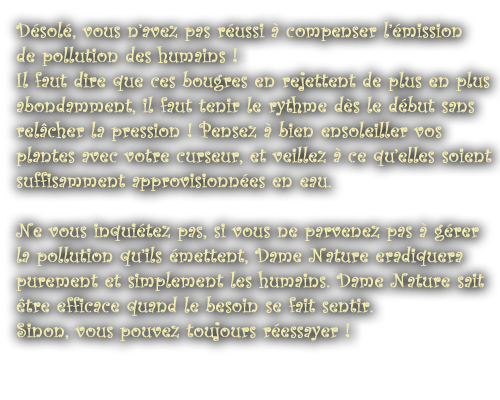 Désolé, vous n'avez pas réussi à compenser l'émission
de pollution des humains !
Il faut dire que ces bougres en rejettent de plus en plus
abondamment, il faut tenir le rythme dès le début sans
relâcher la pression ! Pensez à bien ensoleiller vos
plantes avec votre curseur, et veillez à ce qu'elles soient
suffisamment approvisionnées en eau.

Ne vous inquiétez pas, si vous ne parvenez pas à gérer
la pollution qu'ils émettent, Dame Nature eradiquera
purement et simplement les humains. Dame Nature sait
être efficace quand le besoin se fait sentir.
Sinon, vous pouvez toujours réessayer !